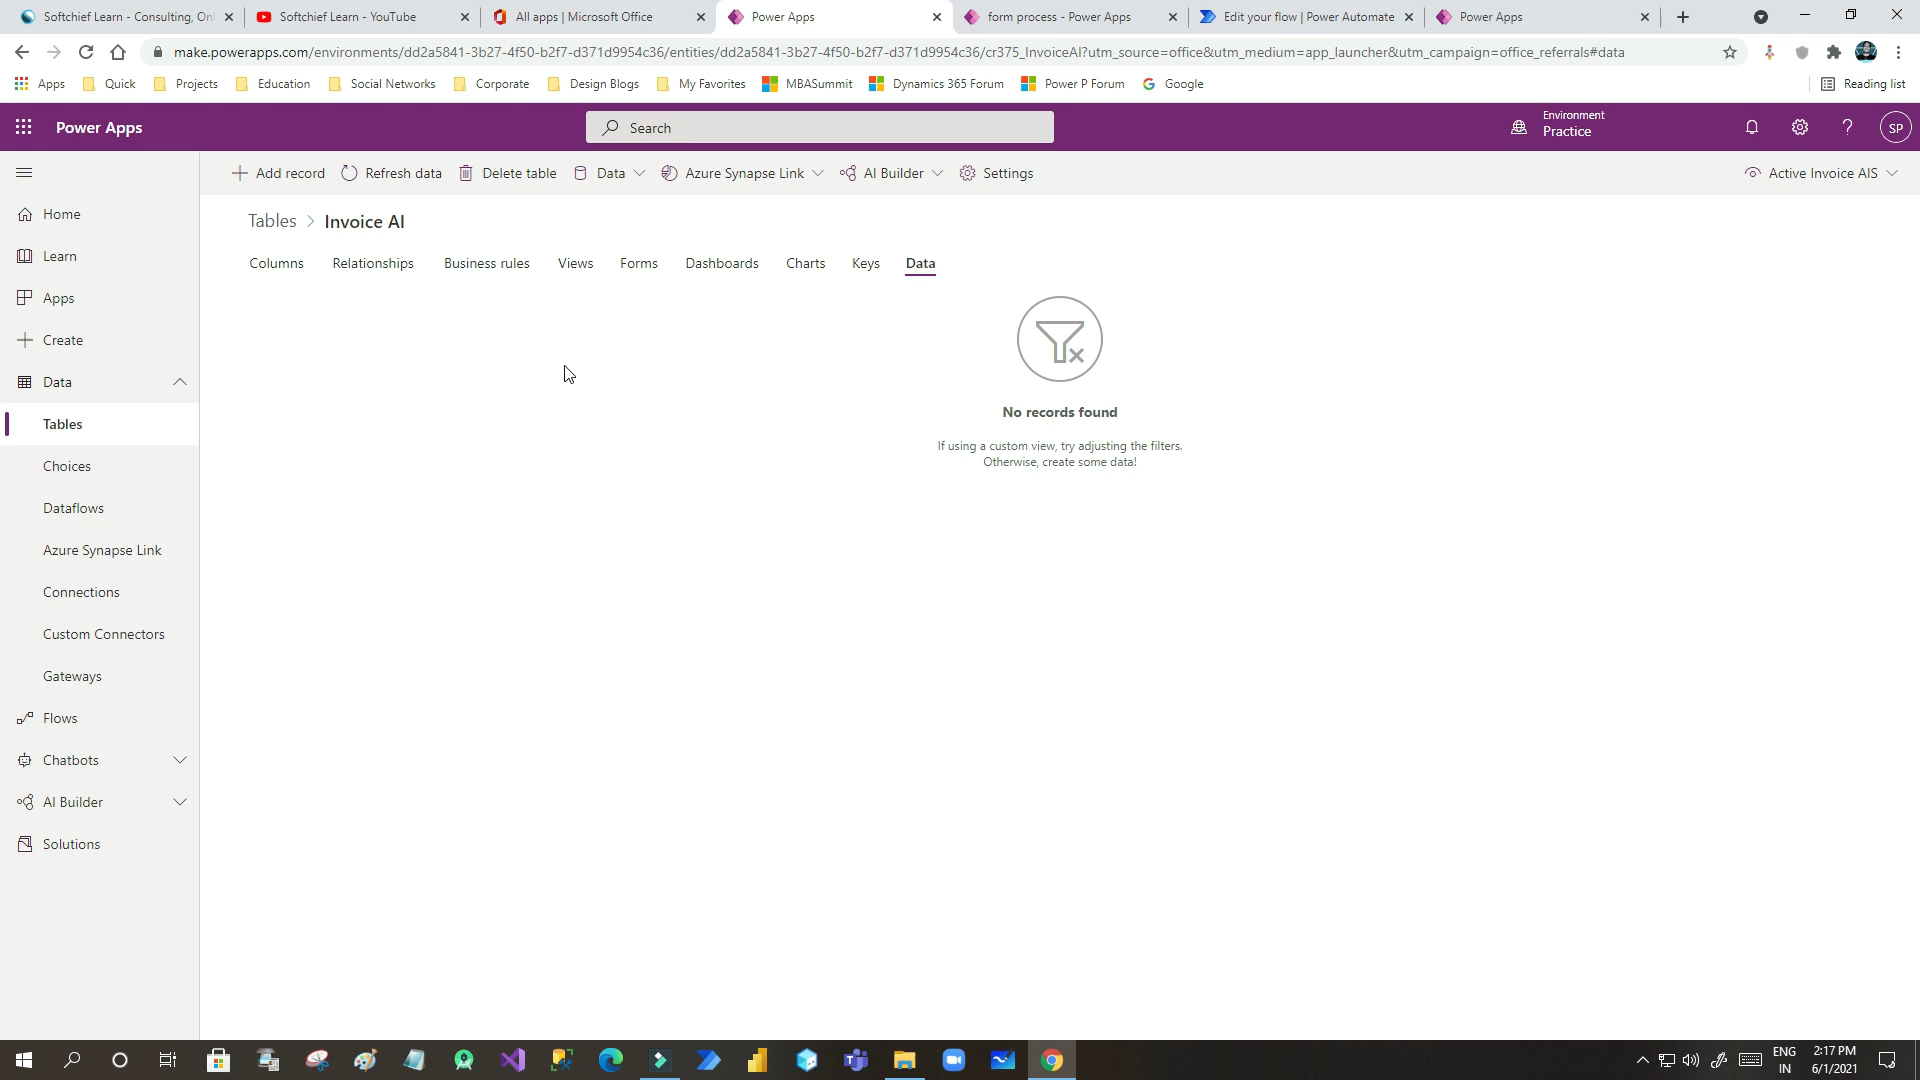 Softchief Learn - Consulting, Onl
Softchief Learn - YouTube
All apps | Microsoft Office
Power Apps
form process - Power Apps
Edit your flow | Power Automate
Power Apps
make.powerapps.com/environments/dd2a5841-3b27-4f50-b2f7-d371d9954c36/entities/dd2a5841-3b27-4f50-b2f7-d371d9954c36/cr375_InvoiceAI?utm_source=office&utm_medium=app_launcher&utm_campaign=office_referrals#data
Apps
Quick
Projects
Education
Social Networks
Corporate
Design Blogs
My Favorites
MBASummit
Dynamics 365 Forum
Power P Forum
Google
Reading list
Power Apps
Search
Environment
Practice
SP
Add record
Refresh data
Delete table
Data
Azure Synapse Link
AI Builder
Settings
Active Invoice AIS
Home
Learn
Apps
Create
Data
Tables
Choices
Dataflows
Azure Synapse Link
Connections
Custom Connectors
Gateways
Flows
Chatbots
AI Builder
Solutions
Tables > Invoice AI
Columns
Relationships
Business rules
Views
Forms
Dashboards
Charts
Keys
Data
No records found
If using a custom view, try adjusting the filters.
Otherwise, create some data!
ENG
IN
2:17 PM
6/1/2021